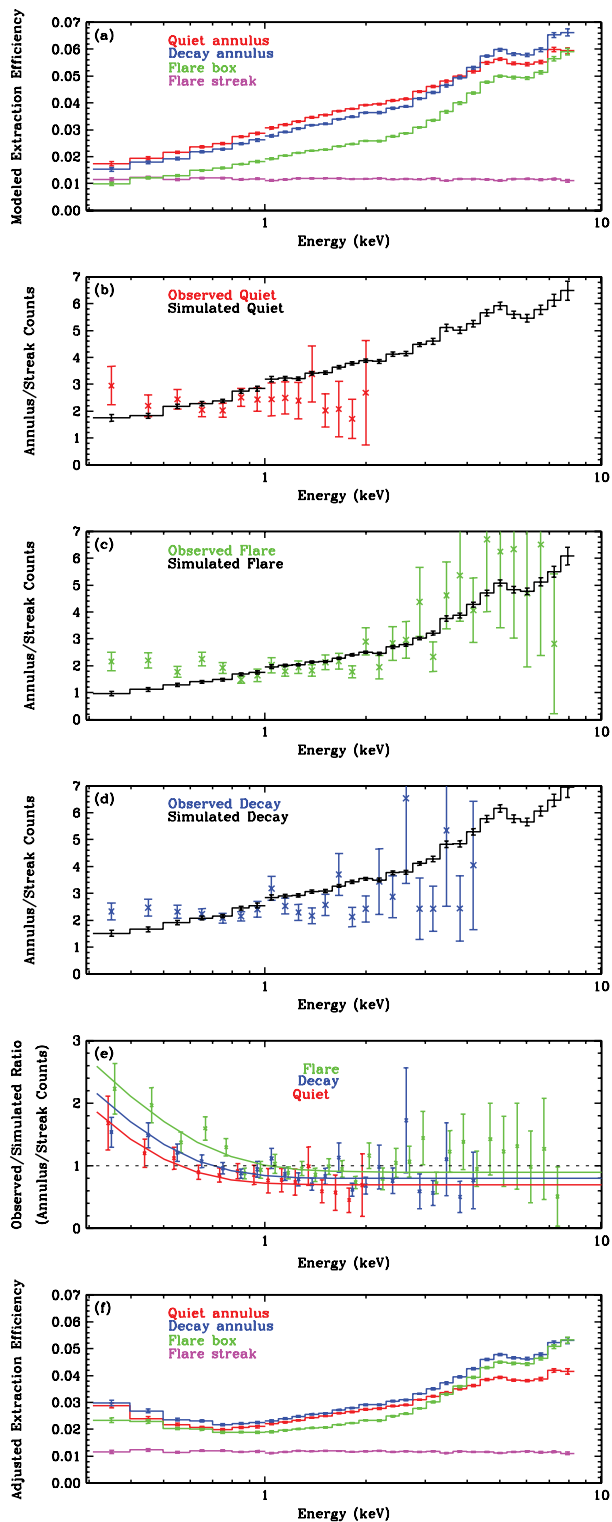 (a)
Quiet annulus
Decay annulus
Flare box
Flare streak
Modeled Extraction Efficiency
0.07
0.06
0.05
0.04
0.03
0.02
0.01
0.00
1
10
Energy (keV)
(b)
Observed Quiet
Simulated Quiet
Annulus/Streak Counts
7
6
5
4
3
2
1
0
1
10
Energy (keV)
(c)
Observed Flare
Simulated Flare
Annulus/Streak Counts
7
6
5
4
3
2
1
0
1
10
Energy (keV)
(d)
Observed Decay
Simulated Decay
Annulus/Streak Counts
7
6
5
4
3
2
1
0
1
10
Energy (keV)
(e)
Flare
Decay
Quiet
Observed/Simulated Ratio
(Annulus/Streak Counts)
3
2
1
0
1
10
Energy (keV)
(f)
Quiet annulus
Decay annulus
Flare box
Flare streak
Adjusted Extraction Efficiency
0.07
0.06
0.05
0.04
0.03
0.02
0.01
0.00
1
10
Energy (keV)